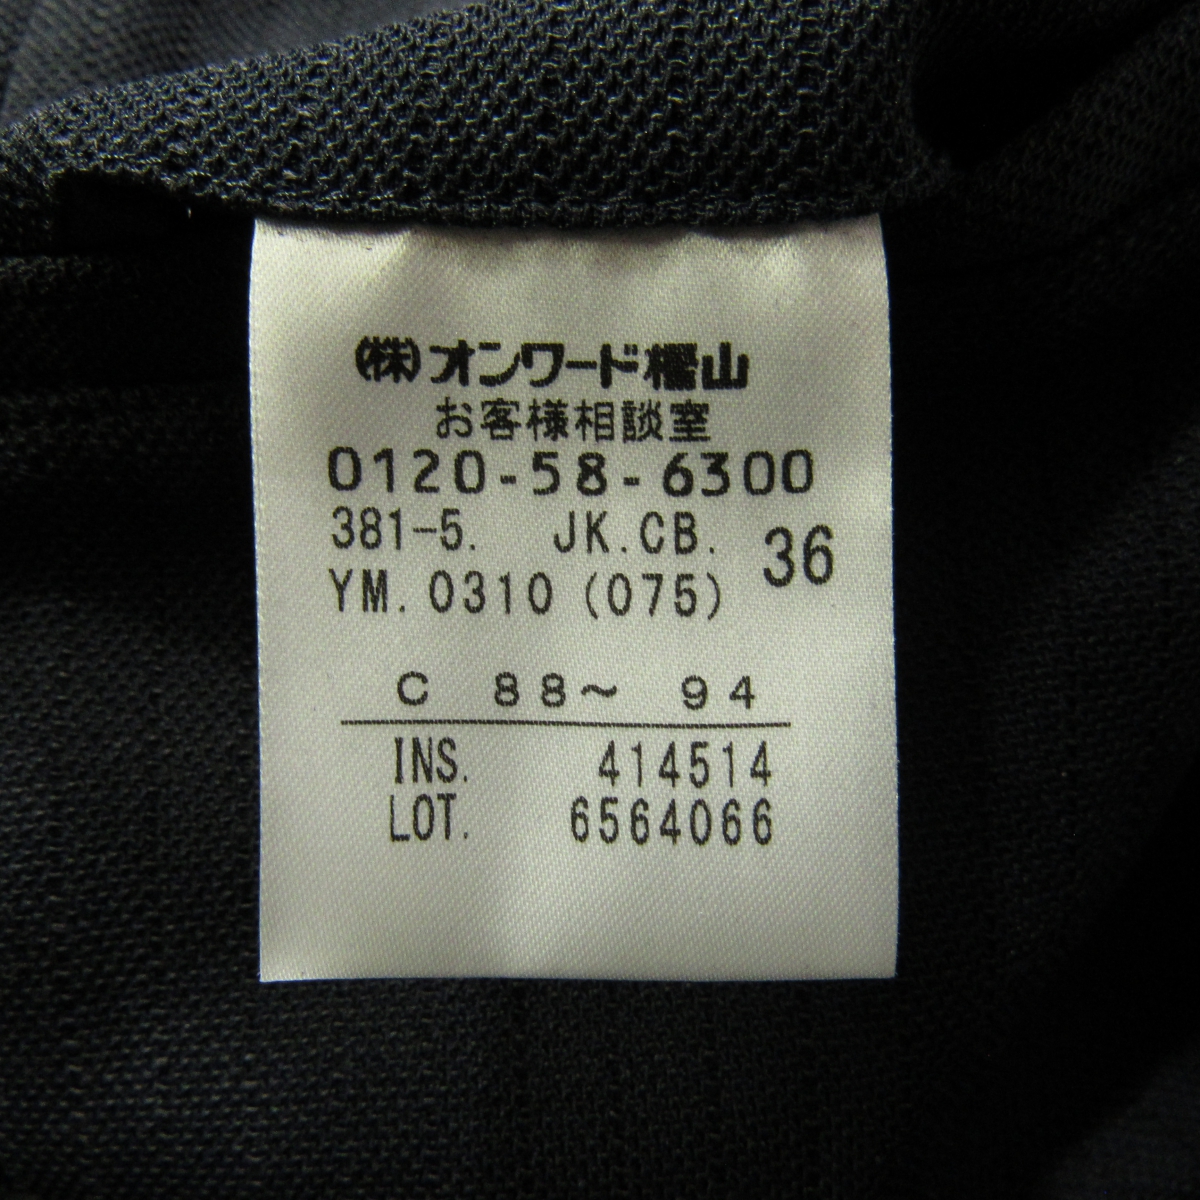 (株)オンワード樫山
お客様相談室
0120-58-6300
381-5. JK.CB. 36
YM.0310(075)
C 88～ 94
INS. 414514
LOT. 6564066